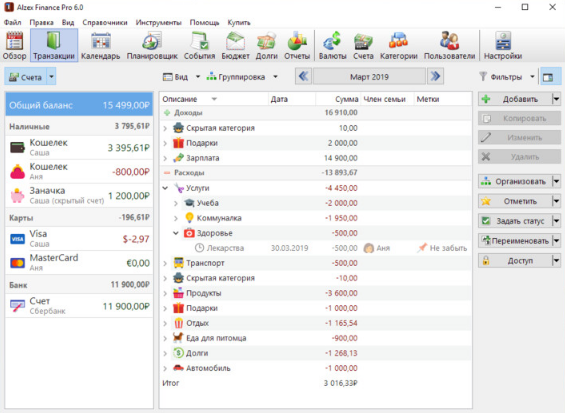 Alzex Finance Pro 6.0
Файл Правка Вид Справочники Инструменты Помощь Купить
Обзор Транзакции Календарь Планировщик События Бюджет Долги Отчеты Валюты Счета Категории Пользователи Настройки
Счета Вид Группировка Март 2019 Фильтры
Общий баланс 15 499,00₽
Наличные 3 795,61₽
Кошелек 3 395,61₽
Саша
Кошелек -800,00₽
Аня
Заначка 1 200,00₽
Саша (скрытый счет)
Карты -196,61₽
Visa $-2,97
Саша
MasterCard €0,00
Аня
Банк 11 900,00₽
Счет 11 900,00₽
Сбербанк
Описание Дата Сумма Член семьи Метки
Доходы 16 910,00
Скрытая категория 10,00
Подарки 2 000,00
Зарплата 14 900,00
Расходы -13 893,67
Услуги -4 450,00
Учеба -2 000,00
Коммуналка -1 950,00
Здоровье -500,00
Лекарства 30.03.2019 -500,00 Аня Не забыть
Транспорт -500,00
Скрытая категория -10,00
Продукты -3 600,00
Подарки -1 000,00
Отдых -1 165,54
Еда для питомца -900,00
Долги -1 268,13
Автомобиль -1 000,00
Итог 3 016,33₽
Добавить
Копировать
Изменить
Удалить
Организовать
Отметить
Задать статус
Переименовать
Доступ